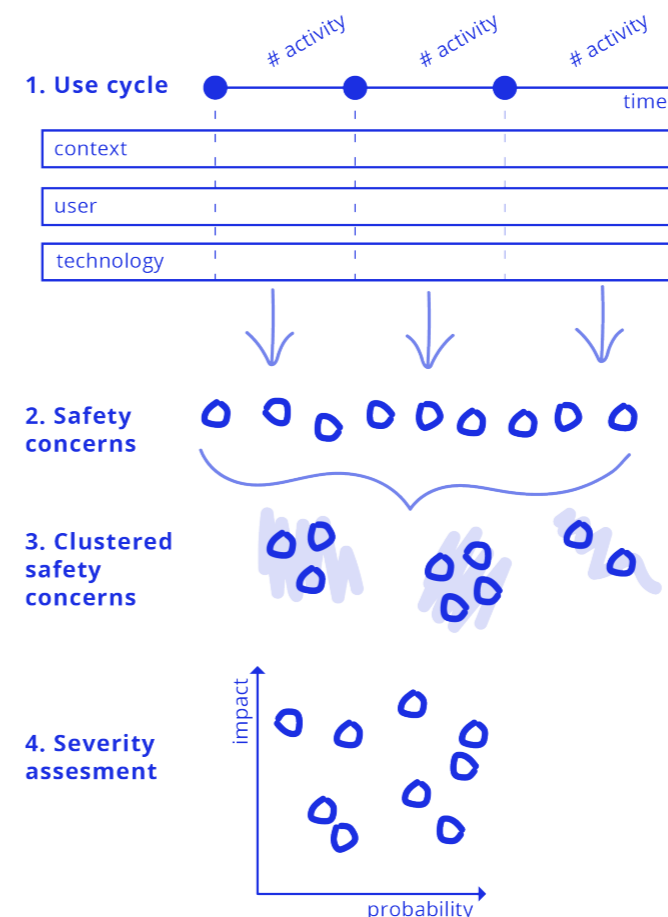 # activity
# activity
# activity
1. Use cycle
time
context
user
technology
2. Safety
concerns
3. Clustered
safety
concerns
impact
4. Severity
assesment
probability